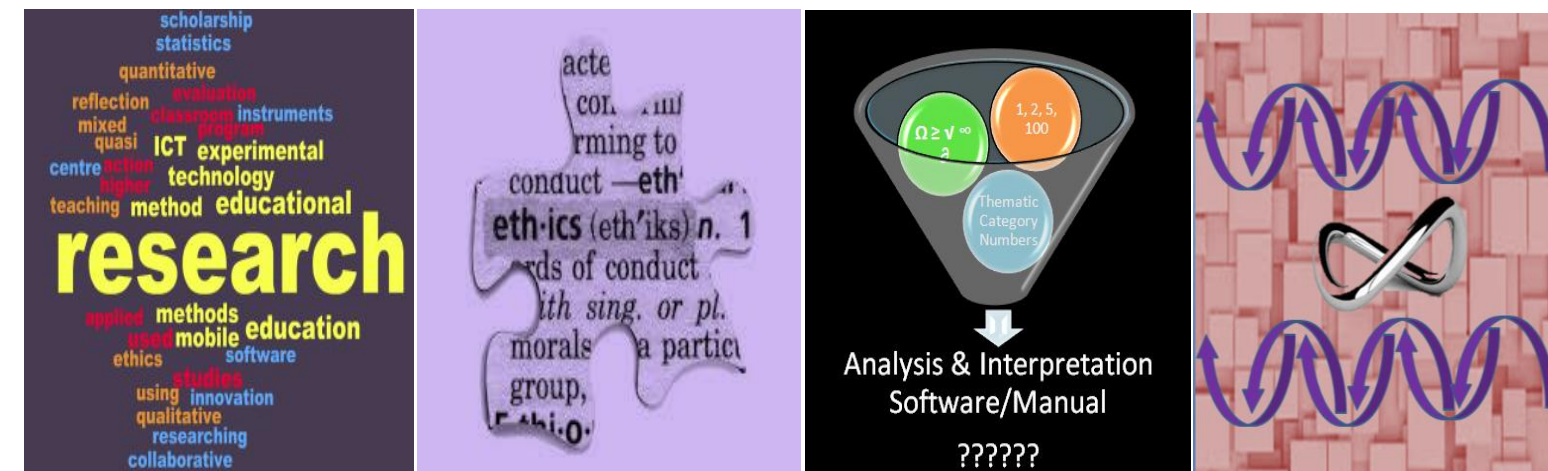 scholarship
statistics
quantitative
reflection evaluation
classroom instruments
mixed program
quasi ICT experimental
centre action technology
higher
teaching method educational
research
applied methods
used mobile education
ethics software
studies
using innovation
qualitative
researching
collaborative
acte
rming to
conduct —eth'
eth·ics (eth'iks) n. 1
rds of conduct
ith sing. or pl.
morals a particu
group,
Ω ≥ √ ∞
1, 2, 5,
100
Thematic
Category
Numbers
Analysis & Interpretation
Software/Manual
??????